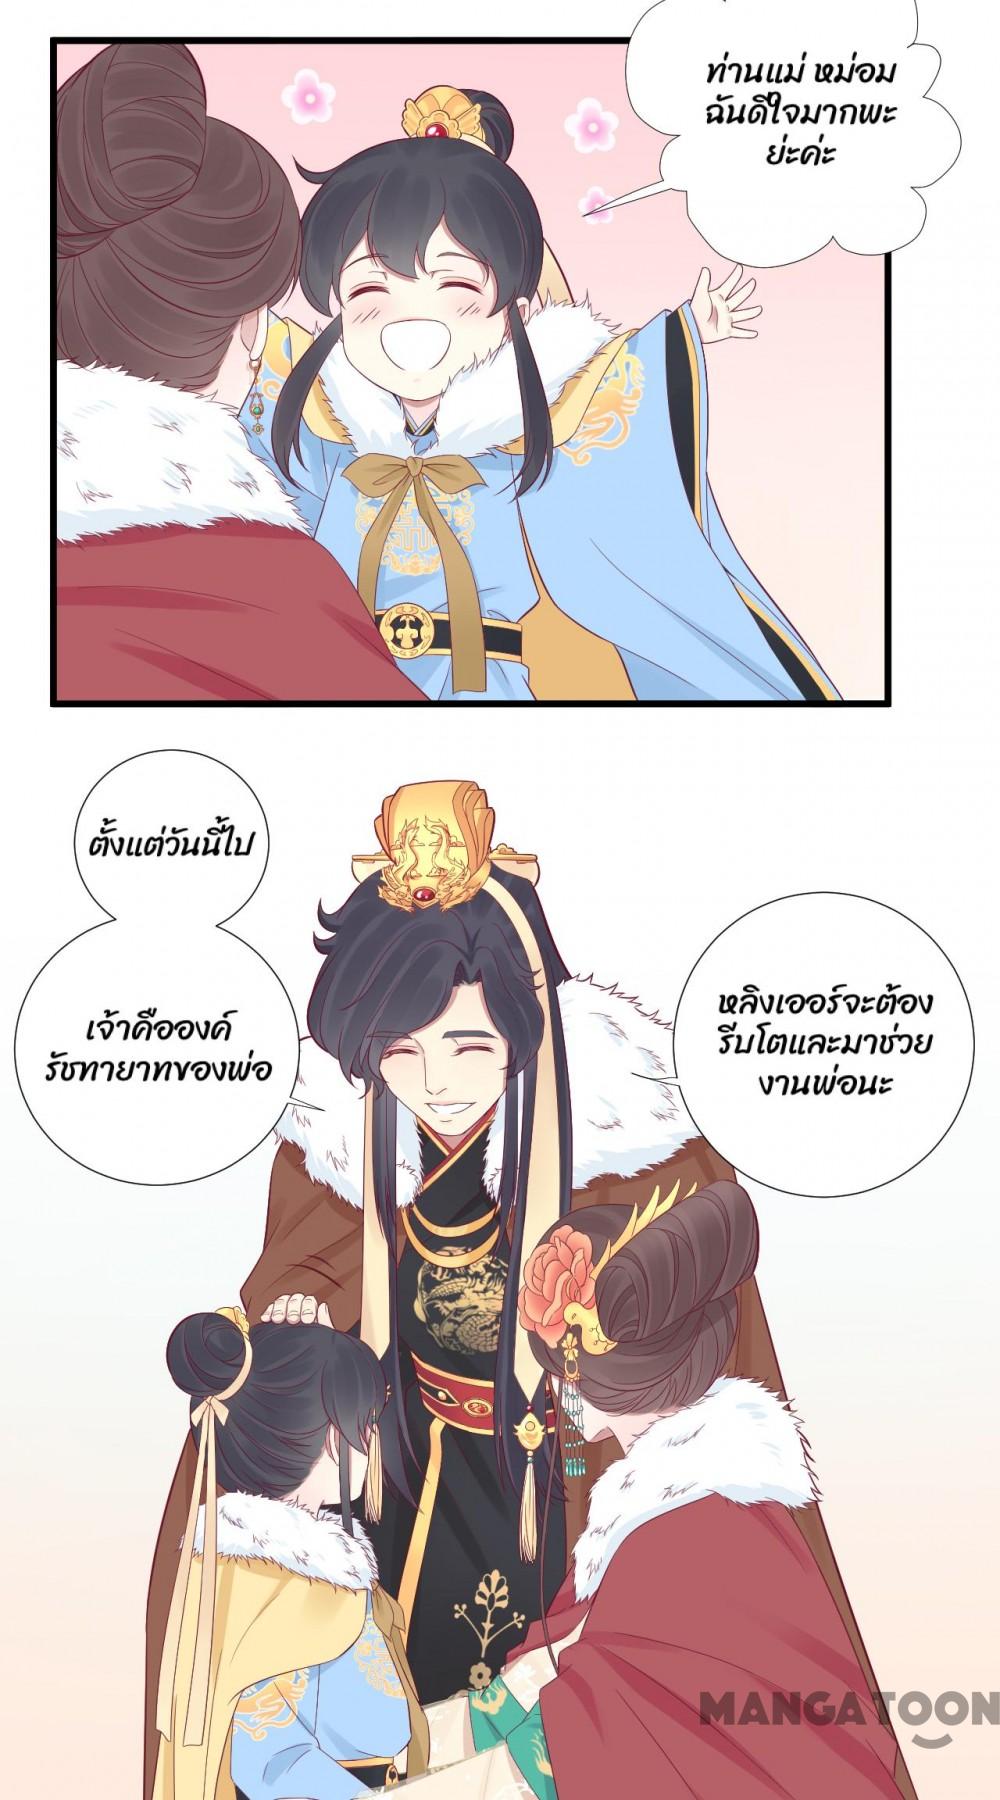 ท่านแม่ หม่อม
ฉันดีใจมากพะ
ย่ะค่ะ
ตั้งแต่วันนี้ไป
เจ้าคือองค์
รัชทายาทของพ่อ
หลิงเออร์จะต้อง
รีบโตและมาช่วย
งานพ่อนะ
MANGATOON